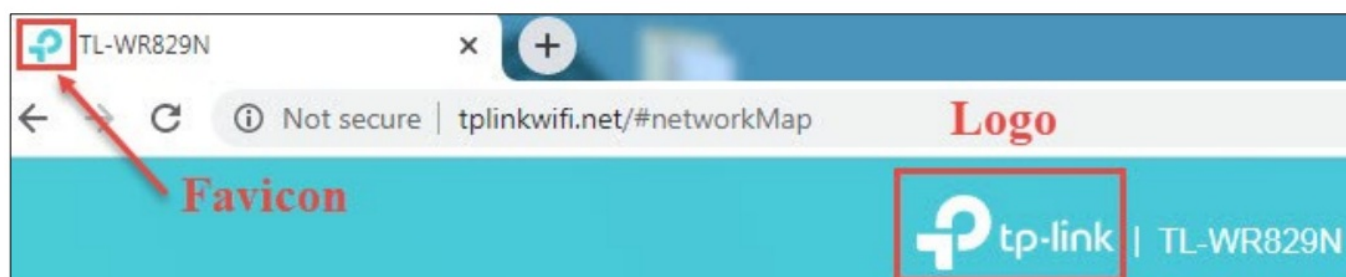 TL-WR829N
Not secure | tplinkwifi.net/#networkMap
Logo
Favicon
tp-link | TL-WR829N